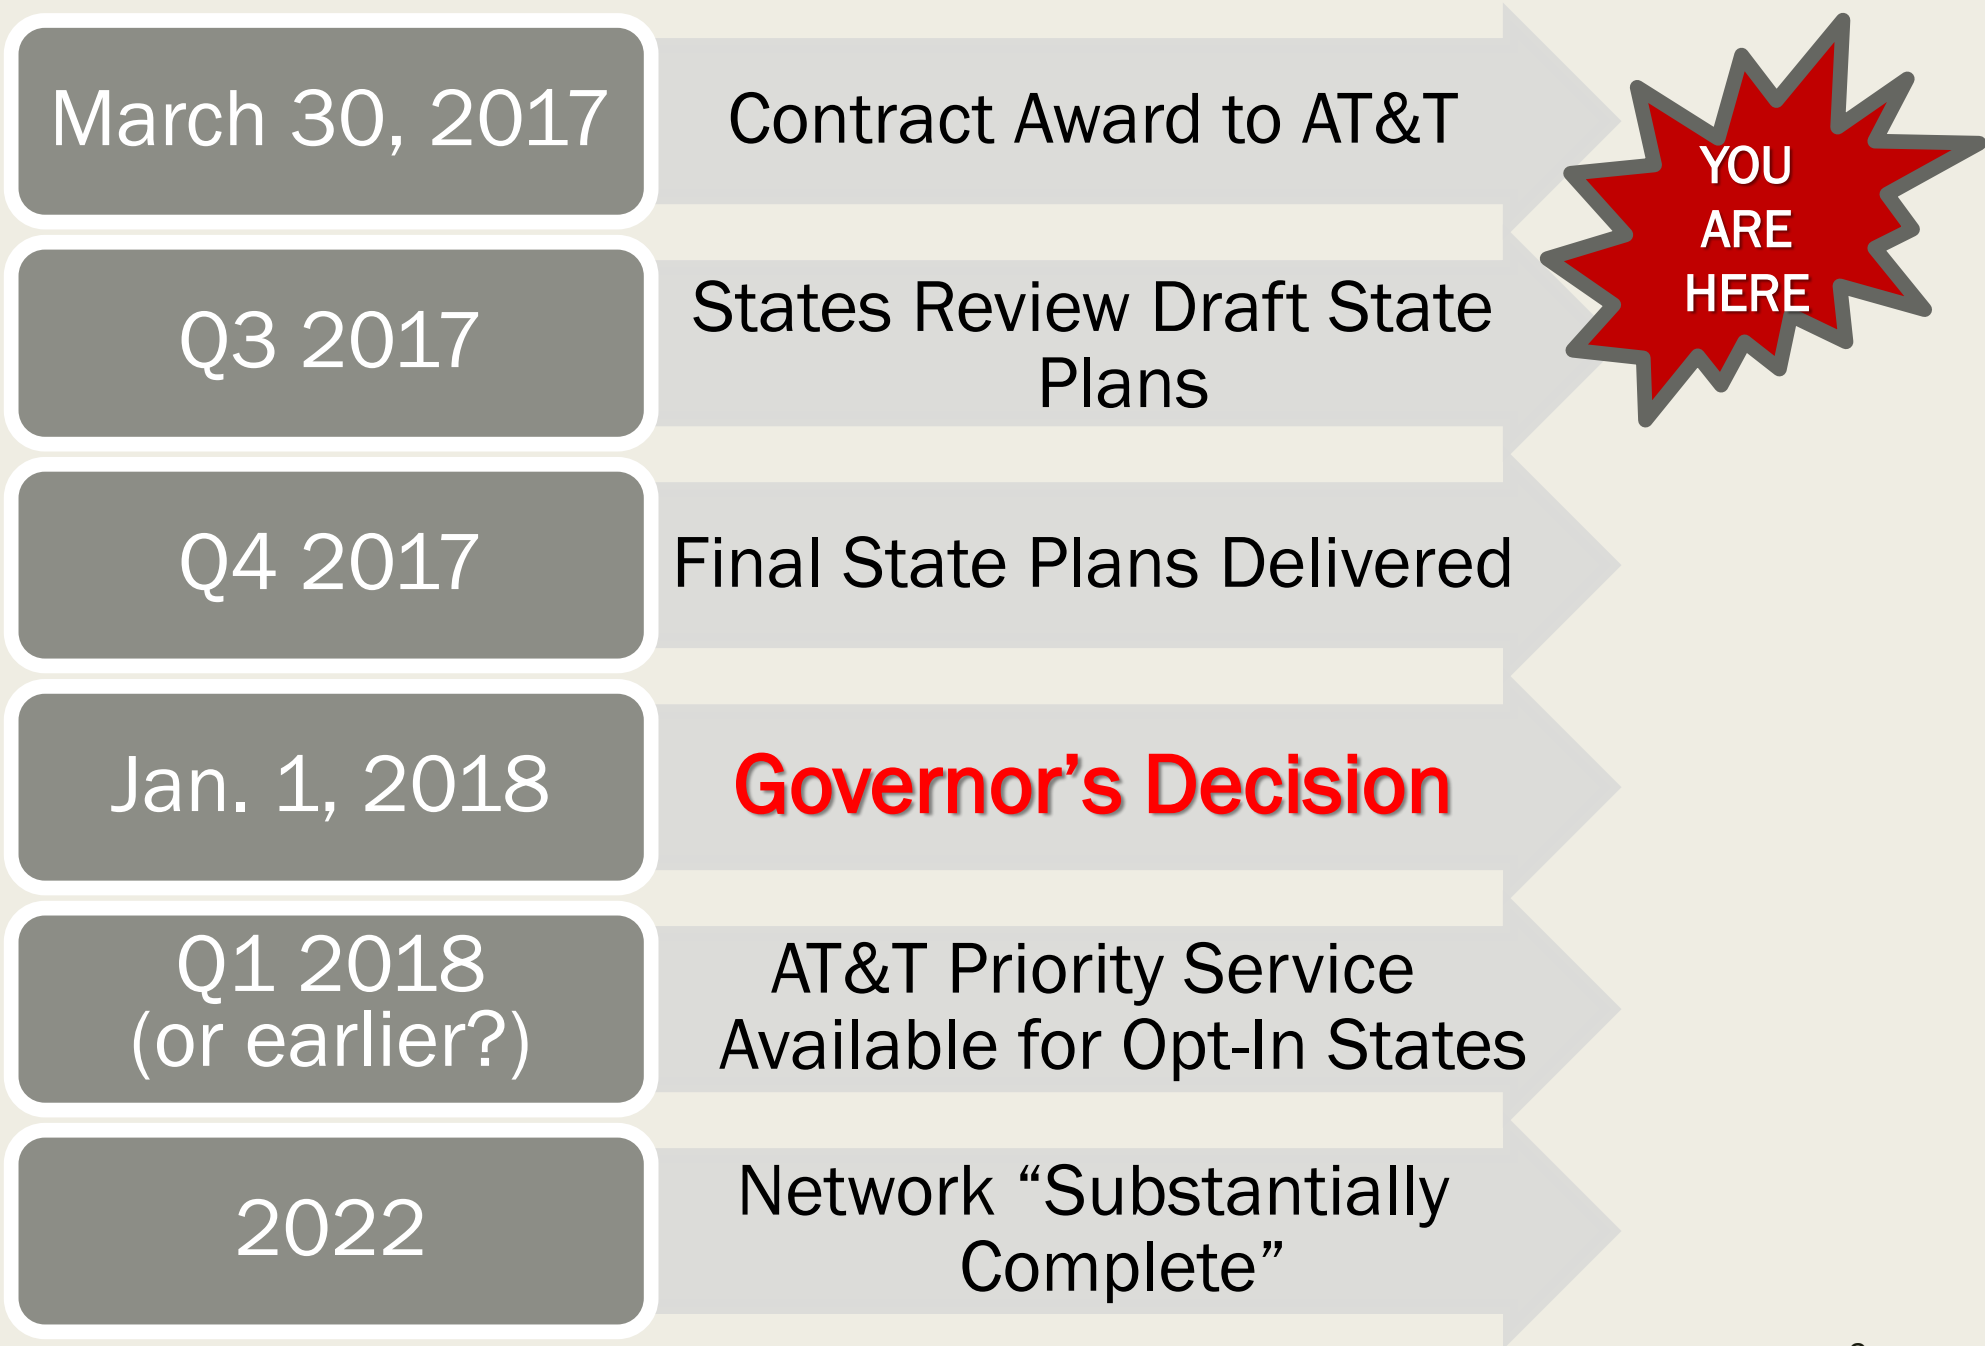 March 30, 2017
Contract Award to AT&T
YOU
ARE
HERE
Q3 2017
States Review Draft State
Plans
Q4 2017
Final State Plans Delivered
Jan. 1, 2018
Governor’s Decision
Q1 2018
(or earlier?)
AT&T Priority Service
Available for Opt-In States
2022
Network “Substantially
Complete”